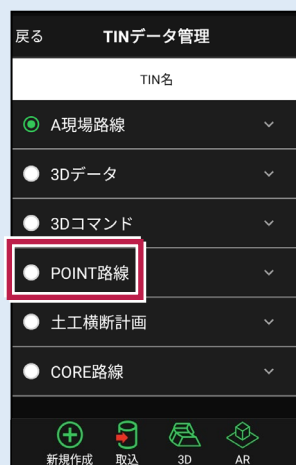 戻る TINデータ管理
TIN名
A現場路線
3Dデータ
3Dコマンド
POINT路線
土工横断計画
CORE路線
新規作成 取込 3D AR